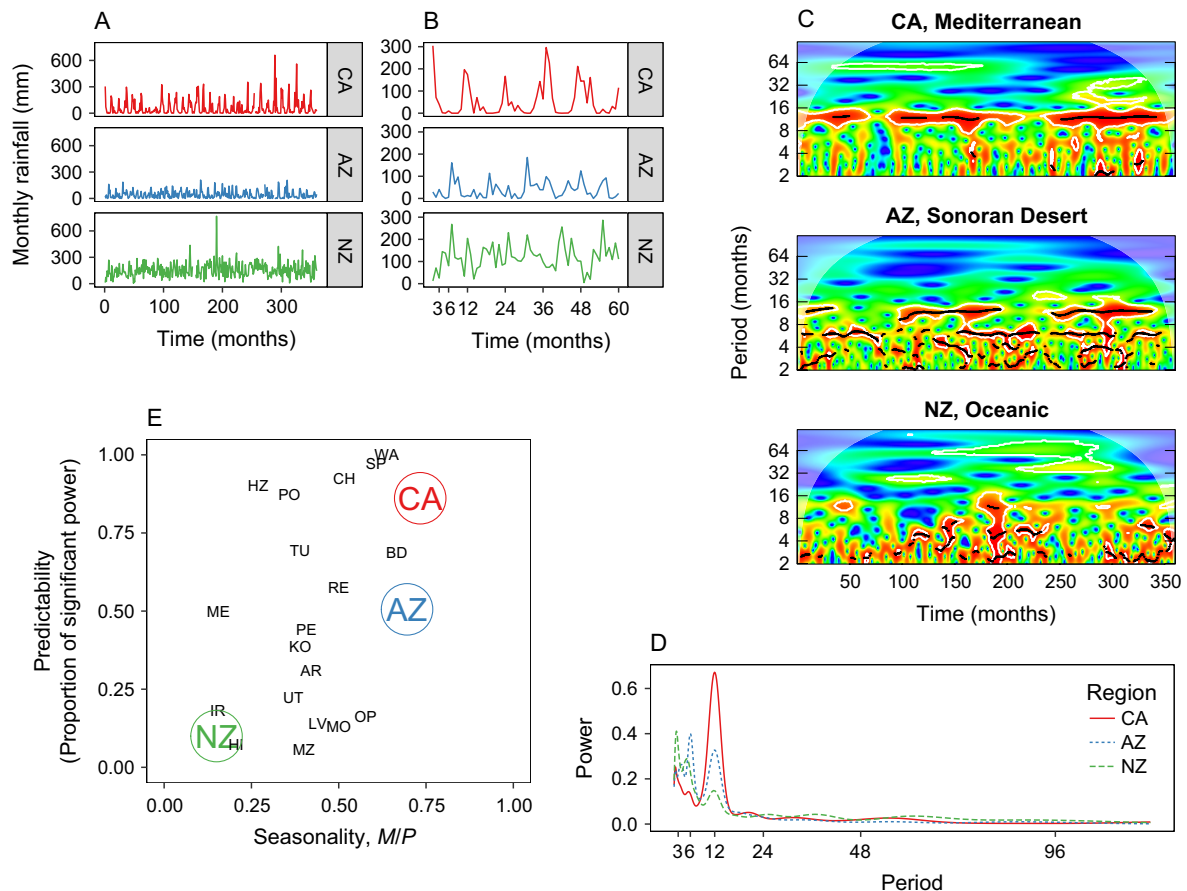 A
Monthly rainfall (mm)
600
300
0
CA
600
300
0
AZ
600
300
0
NZ
0 100 200 300
Time (months)
B
300
200
100
0
CA
300
200
100
0
AZ
300
200
100
0
NZ
3 6 12 24 36 48 60
Time (months)
C
CA, Mediterranean
64
32
16
8
4
2
AZ, Sonoran Desert
Period (months)
64
32
16
8
4
2
NZ, Oceanic
64
32
16
8
4
2
50 100 150 200 250 300 350
Time (months)
E
Predictability
(Proportion of significant power)
1.00
0.75
0.50
0.25
0.00
WA
SP
CH
HZ
PO
CA
TU
BD
RE
AZ
ME
PE
KO
AR
UT
IR
OP
LV
MO
NZ
Hi
MZ
0.00 0.25 0.50 0.75 1.00
Seasonality, M/P
D
Power
0.6
0.4
0.2
0.0
Region
CA
AZ
NZ
3 6 12 24 48 96
Period